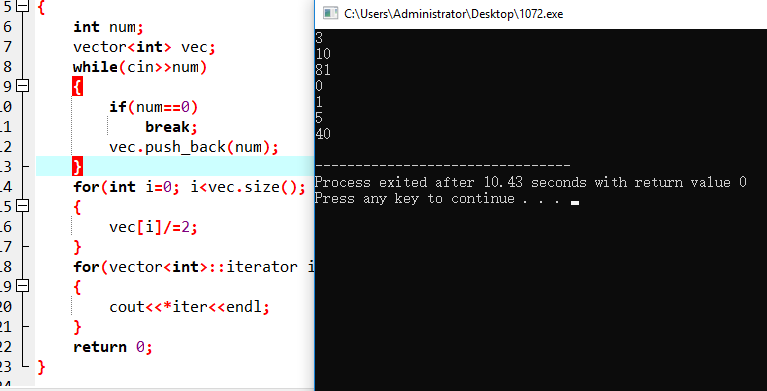 5 {
6 int num;
7 vector<int> vec;
8 while(cin>>num)
9 {
10 if(num==0)
11 break;
12 vec.push_back(num);
13 }
14 for(int i=0; i<vec.size();
15 {
16 vec[i]/=2;
17 }
18 for(vector<int>::iterator i
19 {
20 cout<<*iter<<endl;
21 }
22 return 0;
23 }
C:\Users\Administrator\Desktop\1072.exe
3
10
81
0
1
5
40
--------------------------------
Process exited after 10.43 seconds with return value 0
Press any key to continue . . .